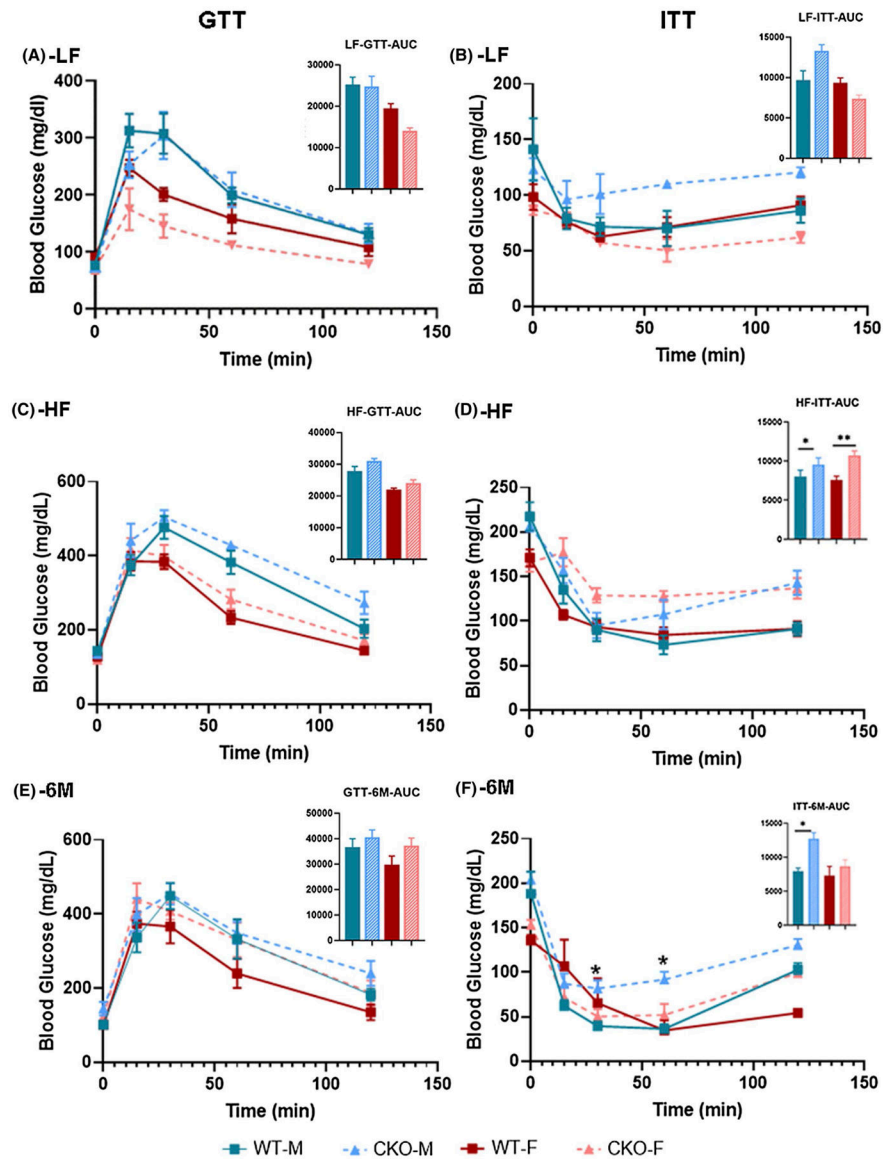 GTT
ITT
(A) -LF
LF-GTT-AUC
30000
20000
10000
0
Blood Glucose (mg/dl)
400
300
200
100
0
0 50 100 150
Time (min)
(B) -LF
LF-ITT-AUC
15000
10000
5000
0
Blood Glucose (mg/dL)
200
150
100
50
0
0 50 100 150
Time (min)
(C) -HF
HF-GTT-AUC
40000
30000
20000
10000
0
Blood Glucose (mg/dL)
600
400
200
0
0 50 100 150
Time (min)
(D) -HF
HF-ITT-AUC
15000
10000
5000
0
* **
Blood Glucose (mg/dL)
250
200
150
100
50
0
0 50 100 150
Time (min)
(E) -6M
GTT-6M-AUC
50000
40000
30000
20000
10000
0
Blood Glucose (mg/dL)
600
400
200
0
0 50 100 150
Time (min)
(F) -6M
ITT-6M-AUC
15000
10000
5000
0
*
Blood Glucose (mg/dL)
250
200
150
100
50
0
* *
0 50 100 150
Time (min)
WT-M CKO-M WT-F CKO-F